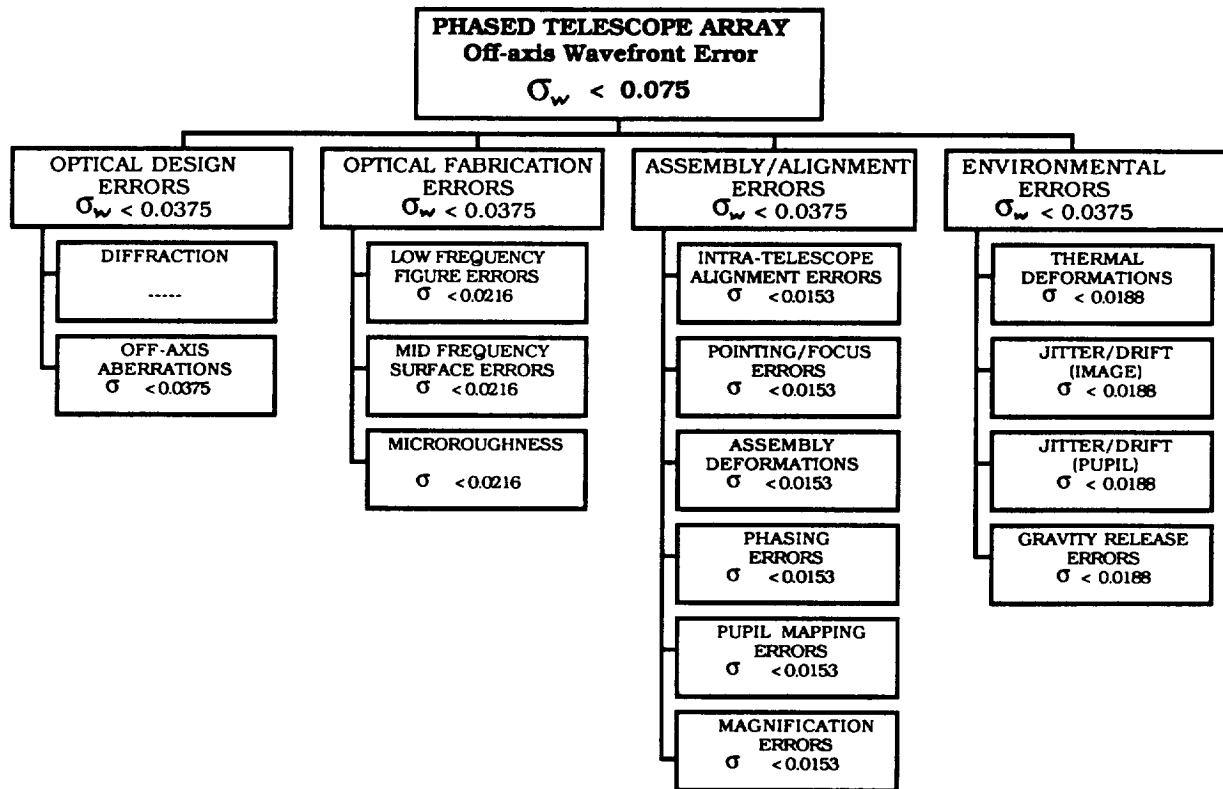 PHASED TELESCOPE ARRAY
Off-axis Wavefront Error
σw < 0.075
OPTICAL DESIGN
ERRORS
σw < 0.0375
DIFFRACTION
-----
OFF-AXIS
ABERRATIONS
σ <0.0375
OPTICAL FABRICATION
ERRORS
σw < 0.0375
LOW FREQUENCY
FIGURE ERRORS
σ <0.0216
MID FREQUENCY
SURFACE ERRORS
σ <0.0216
MICROROUGHNESS
σ <0.0216
ASSEMBLY/ALIGNMENT
ERRORS
σw < 0.0375
INTRA-TELESCOPE
ALIGNMENT ERRORS
σ <0.0153
POINTING/FOCUS
ERRORS
σ <0.0153
ASSEMBLY
DEFORMATIONS
σ <0.0153
PHASING
ERRORS
σ <0.0153
PUPIL MAPPING
ERRORS
σ <0.0153
MAGNIFICATION
ERRORS
σ <0.0153
ENVIRONMENTAL
ERRORS
σw < 0.0375
THERMAL
DEFORMATIONS
σ < 0.0188
JITTER/DRIFT
(IMAGE)
σ < 0.0188
JITTER/DRIFT
(PUPIL)
σ < 0.0188
GRAVITY RELEASE
ERRORS
σ < 0.0188